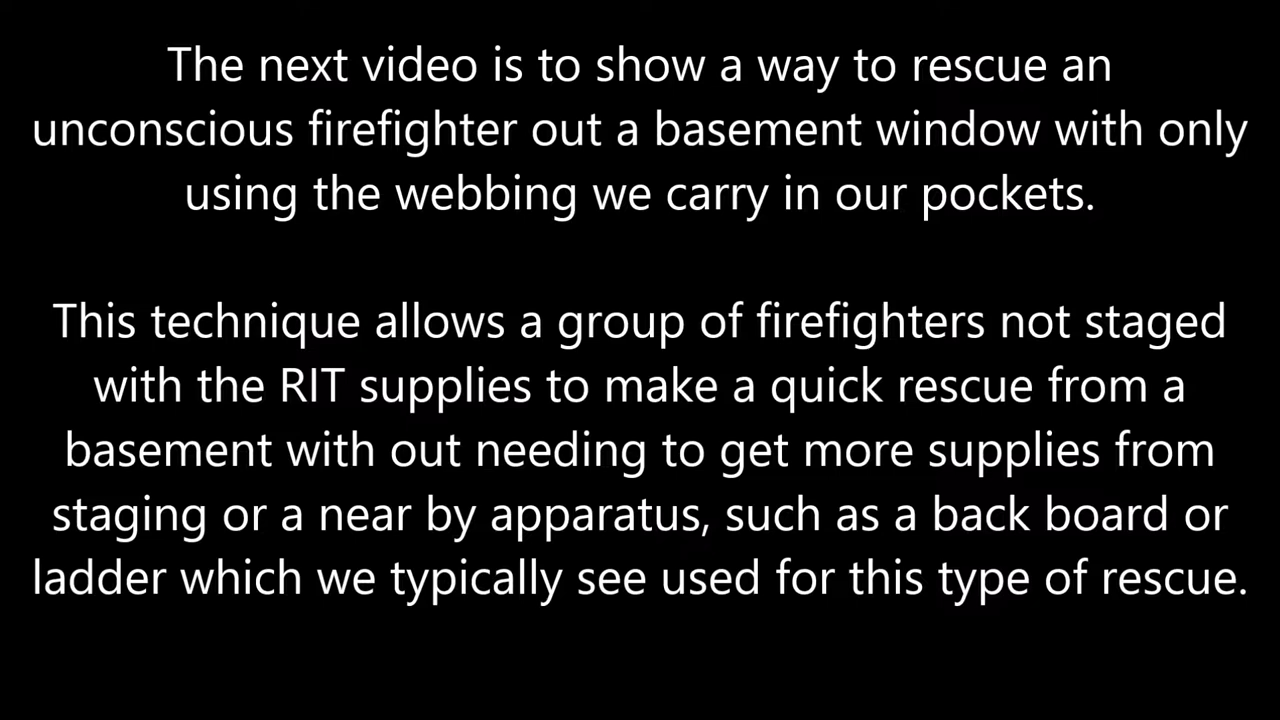 The next video is to show a way to rescue an
unconscious firefighter out a basement window with only
using the webbing we carry in our pockets.
This technique allows a group of firefighters not staged
with the RIT supplies to make a quick rescue from a
basement with out needing to get more supplies from
staging or a near by apparatus, such as a back board or
ladder which we typically see used for this type of rescue.